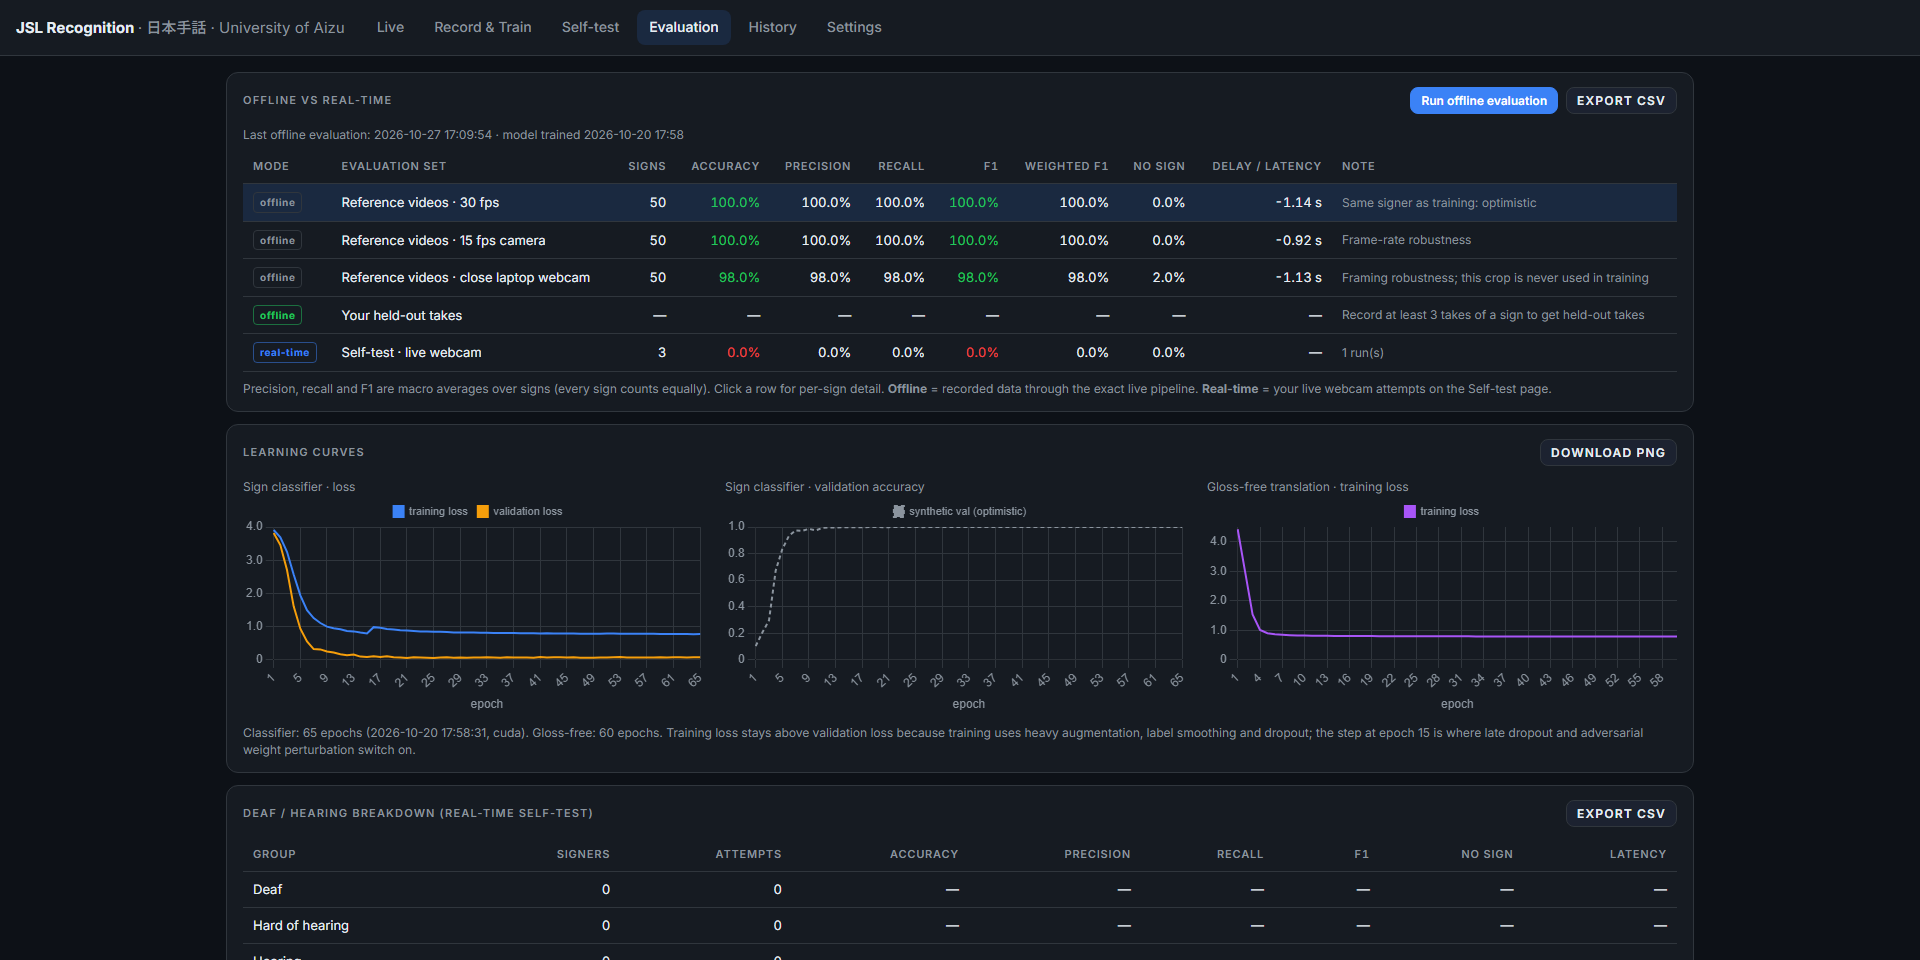 JSL Recognition · 日本手話 · University of Aizu Live Record & Train Self-test Evaluation History Settings
OFFLINE VS REAL-TIME Run offline evaluation EXPORT CSV
Last offline evaluation: 2026-10-27 17:09:54 · model trained 2026-10-20 17:58
MODE EVALUATION SET SIGNS ACCURACY PRECISION RECALL F1 WEIGHTED F1 NO SIGN DELAY / LATENCY NOTE
offline Reference videos · 30 fps 50 100.0% 100.0% 100.0% 100.0% 100.0% 0.0% -1.14 s Same signer as training: optimistic
offline Reference videos · 15 fps camera 50 100.0% 100.0% 100.0% 100.0% 100.0% 0.0% -0.92 s Frame-rate robustness
offline Reference videos · close laptop webcam 50 98.0% 98.0% 98.0% 98.0% 98.0% 2.0% -1.13 s Framing robustness; this crop is never used in training
offline Your held-out takes — — — — — — — — Record at least 3 takes of a sign to get held-out takes
real-time Self-test · live webcam 3 0.0% 0.0% 0.0% 0.0% 0.0% 0.0% — 1 run(s)
Precision, recall and F1 are macro averages over signs (every sign counts equally). Click a row for per-sign detail. Offline = recorded data through the exact live pipeline. Real-time = your live webcam attempts on the Self-test page.
LEARNING CURVES DOWNLOAD PNG
Sign classifier · loss
training loss validation loss
4.0
3.0
2.0
1.0
0
1 5 9 13 17 21 25 29 33 37 41 45 49 53 57 61 65
epoch
Sign classifier · validation accuracy
synthetic val (optimistic)
1.0
0.8
0.6
0.4
0.2
0
1 5 9 13 17 21 25 29 33 37 41 45 49 53 57 61 65
epoch
Gloss-free translation · training loss
training loss
4.0
3.0
2.0
1.0
0
1 4 7 10 13 16 19 22 25 28 31 34 37 40 43 46 49 52 55 58
epoch
Classifier: 65 epochs (2026-10-20 17:58:31, cuda). Gloss-free: 60 epochs. Training loss stays above validation loss because training uses heavy augmentation, label smoothing and dropout; the step at epoch 15 is where late dropout and adversarial
weight perturbation switch on.
DEAF / HEARING BREAKDOWN (REAL-TIME SELF-TEST) EXPORT CSV
GROUP SIGNERS ATTEMPTS ACCURACY PRECISION RECALL F1 NO SIGN LATENCY
Deaf 0 0 — — — — — —
Hard of hearing 0 0 — — — — — —
Hearing 0 0